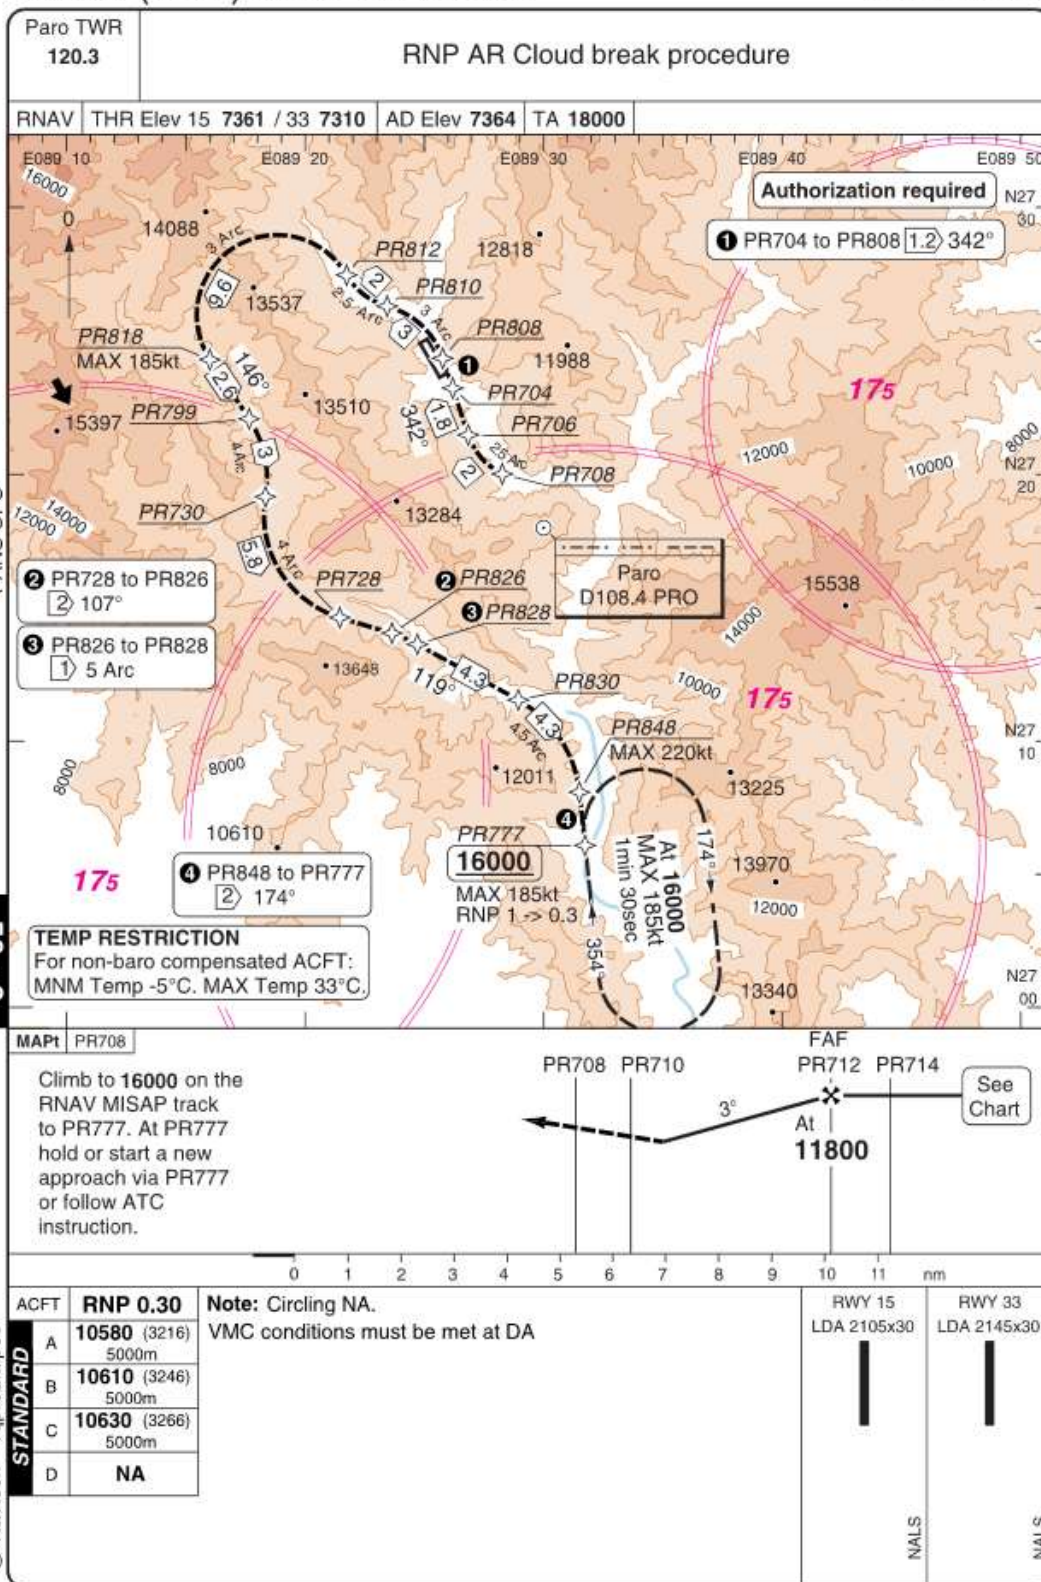 Paro TWR
120.3
RNP AR Cloud break procedure
RNAV THR Elev 15 7361 / 33 7310 AD Elev 7364 TA 18000
E089 10 E089 20 E089 30 E089 40 E089 50
16000
Authorization required
N27 30
0
14088
3 Arc
PR812
12818
❶ PR704 to PR808 1.2 342°
2
9.6
13537
PR810
2.5 Arc
3 Arc
3
PR818
MAX 185kt
PR808
❶
11988
146°
2.6
175
15397
PR799
13510
PR704
1.8
342°
PR706
4 Arc
3
25 Arc
12000
10000
8000
N27 20
2
PR708
PR730
14000
12000
13284
5.8
4 Arc
Paro
D108.4 PRO
❷ PR728 to PR826
2 107°
PR728
❷ PR826
15538
❸ PR828
14000
❸ PR826 to PR828
1 5 Arc
13648
119°
4.3
PR830
10000
175
4.3
4.5 Arc
PR848
MAX 220kt
N27 10
8000
8000
12011
13225
❹
10610
PR777
16000
MAX 185kt
RNP 1 -> 0.3
At 16000
MAX 185kt
1min 30sec
174°
13970
12000
175
❹ PR848 to PR777
2 174°
354°
TEMP RESTRICTION
For non-baro compensated ACFT:
MNM Temp -5°C. MAX Temp 33°C.
13340
N27 00
MAPt PR708
Climb to 16000 on the
RNAV MISAP track
to PR777. At PR777
hold or start a new
approach via PR777
or follow ATC
instruction.
FAF
PR708 PR710 PR712 PR714
See
Chart
3°
At
11800
0 1 2 3 4 5 6 7 8 9 10 11 nm
ACFT RNP 0.30
STANDARD
A 10580 (3216)
5000m
B 10610 (3246)
5000m
C 10630 (3266)
5000m
D NA
Note: Circling NA.
VMC conditions must be met at DA
RWY 15
LDA 2105x30
NALS
RWY 33
LDA 2145x30
NALS